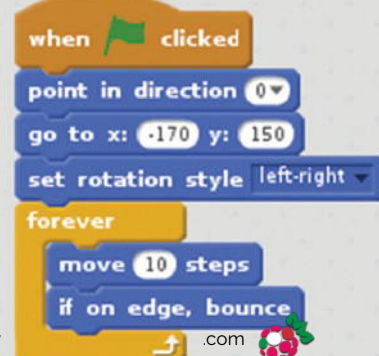 when clicked
point in direction 0
go to x: -170 y: 150
set rotation style left-right
forever
move 10 steps
if on edge, bounce
.com